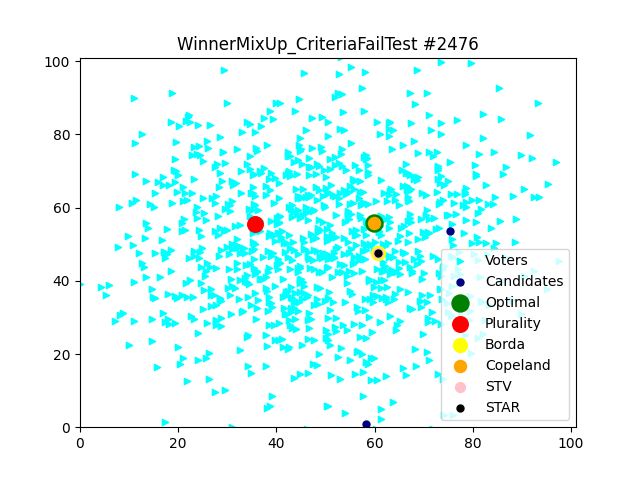 WinnerMixUp_CriteriaFailTest #2476
100
80
60
40
20
0
0 20 40 60 80 100
Voters
Candidates
Optimal
Plurality
Borda
Copeland
STV
STAR